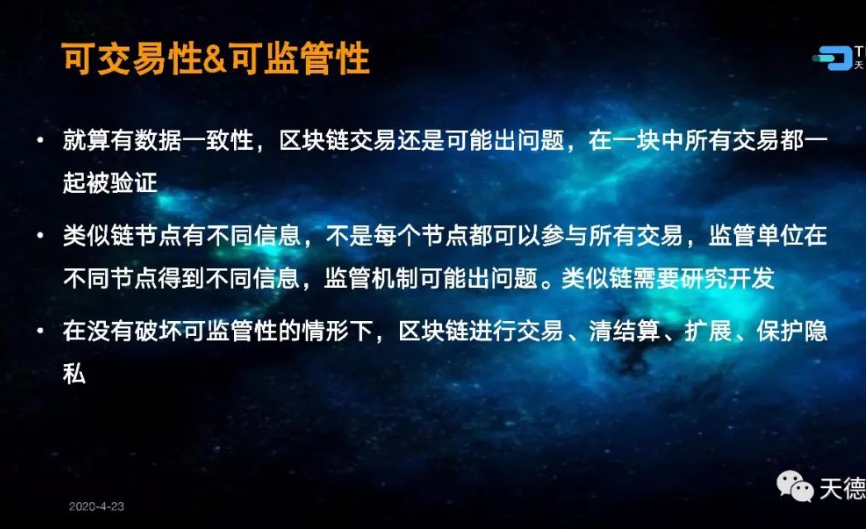 可交易性&可监管性
天
• 就算有数据一致性，区块链交易还是可能出问题，在一块中所有交易都一
起被验证
• 类似链节点有不同信息，不是每个节点都可以参与所有交易，监管单位在
不同节点得到不同信息，监管机制可能出问题。类似链需要研究开发
• 在没有破坏可监管性的情形下，区块链进行交易、清结算、扩展、保护隐
私
2020-4-23
天德